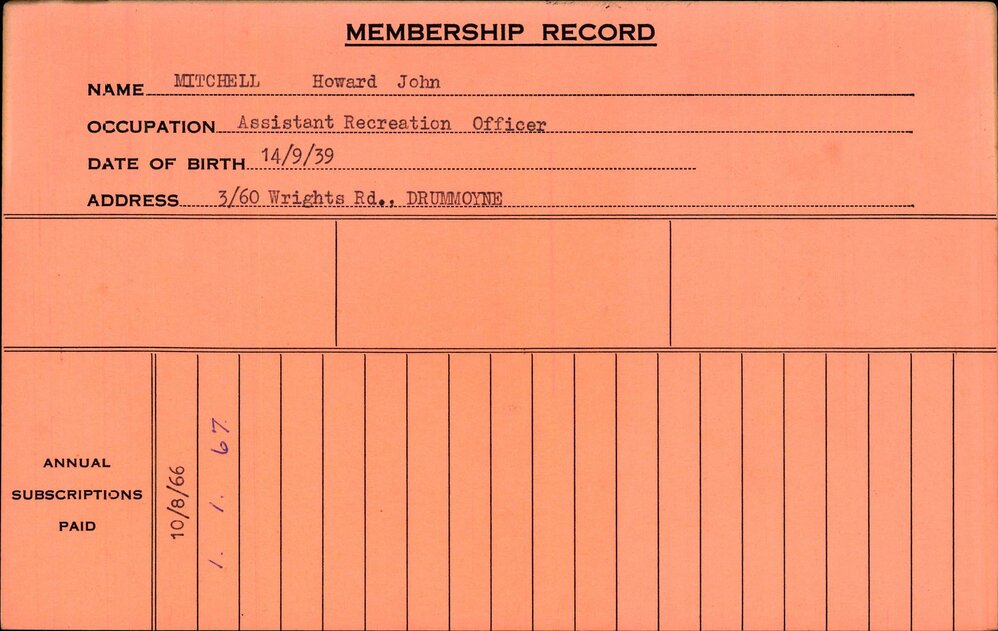 MEMBERSHIP RECORD
NAME MITCHELL Howard John
OCCUPATION Assistant Recreation Officer
DATE OF BIRTH 14/9/39
ADDRESS 3/60 Wrights Rd., DRUMMOYNE
ANNUAL
SUBSCRIPTIONS
PAID
10/8/66
1. 1. 67